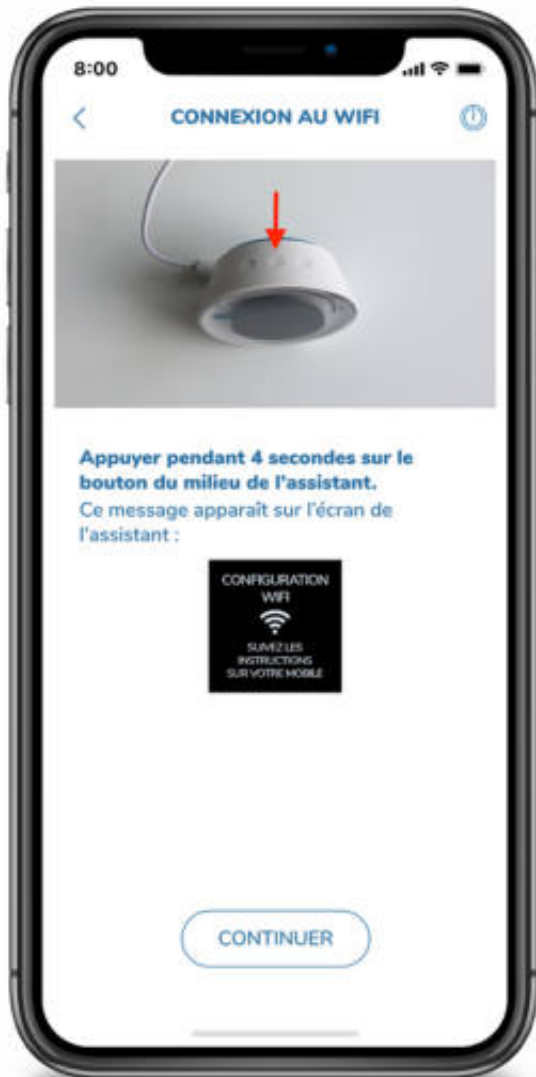 8:00
CONNEXION AU WIFI
Appuyer pendant 4 secondes sur le
bouton du milieu de l'assistant.
Ce message apparaît sur l'écran de
l'assistant :
CONFIGURATION
WIFI
SUIVEZ LES
INSTRUCTIONS
SUR VOTRE MOBILE
CONTINUER